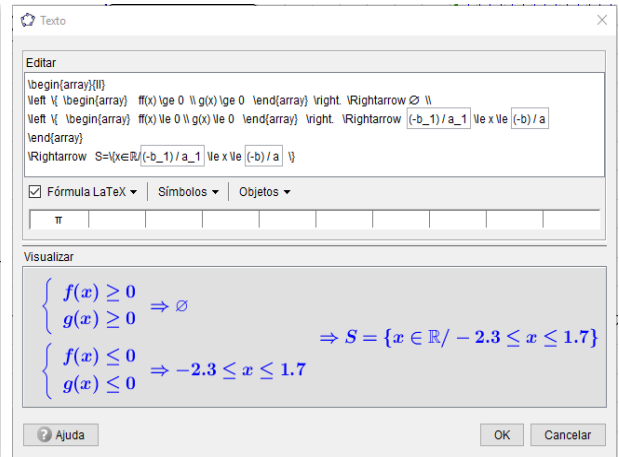 Texto
Editar
\begin{array}{ll}
\left \{ \begin{array} ff(x) \ge 0 \\ g(x) \ge 0 \end{array} \right. \Rightarrow ∅ \\
\left \{ \begin{array} ff(x) \le 0 \\ g(x) \le 0 \end{array} \right. \Rightarrow (-b_1) / a_1 \le x \le (-b) / a
\end{array}
\Rightarrow S=\{x∈ℝ/ (-b_1) / a_1 \le x \le (-b) / a \}
Fórmula LaTeX Símbolos Objetos
π
Visualizar
f(x) ≥ 0
g(x) ≥ 0 ⇒ ∅
⇒ S = {x ∈ ℝ/ − 2.3 ≤ x ≤ 1.7}
f(x) ≤ 0
g(x) ≤ 0 ⇒ −2.3 ≤ x ≤ 1.7
Ajuda OK Cancelar